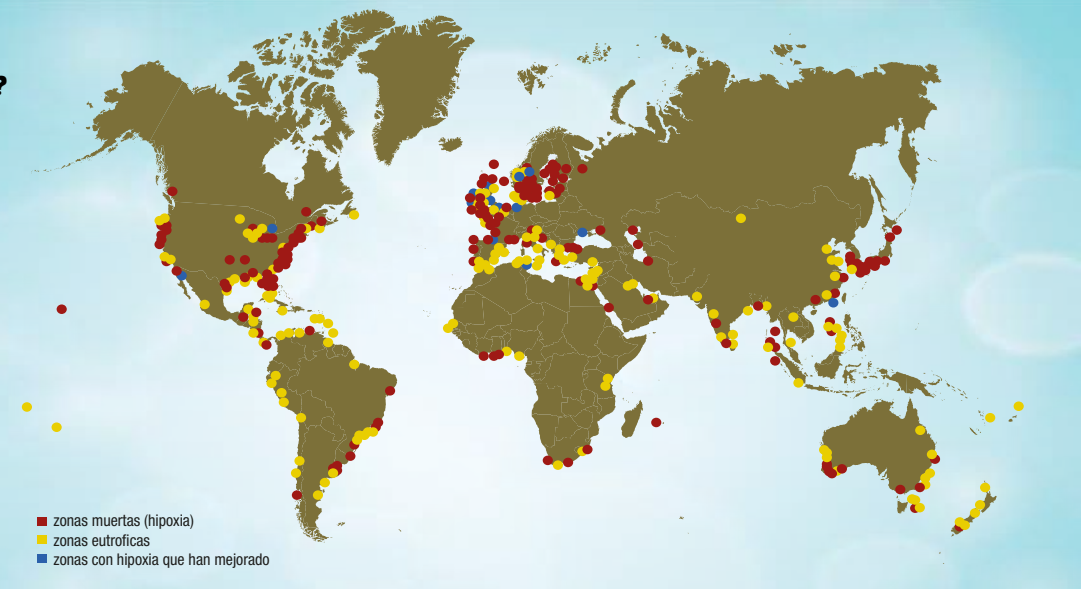 ?
zonas muertas (hipoxia)
zonas eutroficas
zonas con hipoxia que han mejorado